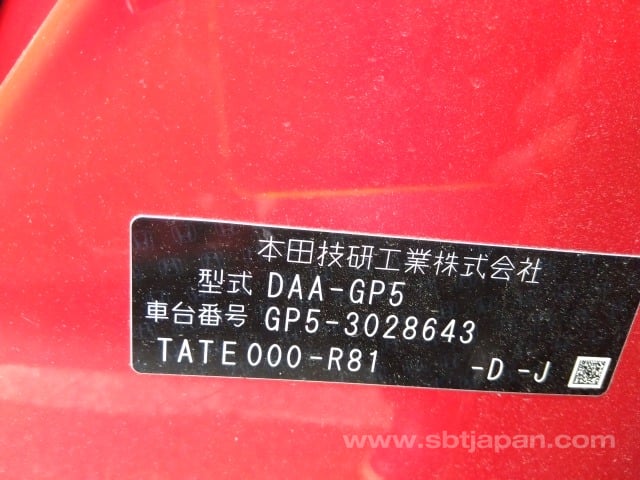 本田技研工業株式会社
型式 DAA-GP5
車台番号 GP5-3028643
TATE000-R81 -D -J
www.sbtjapan.com